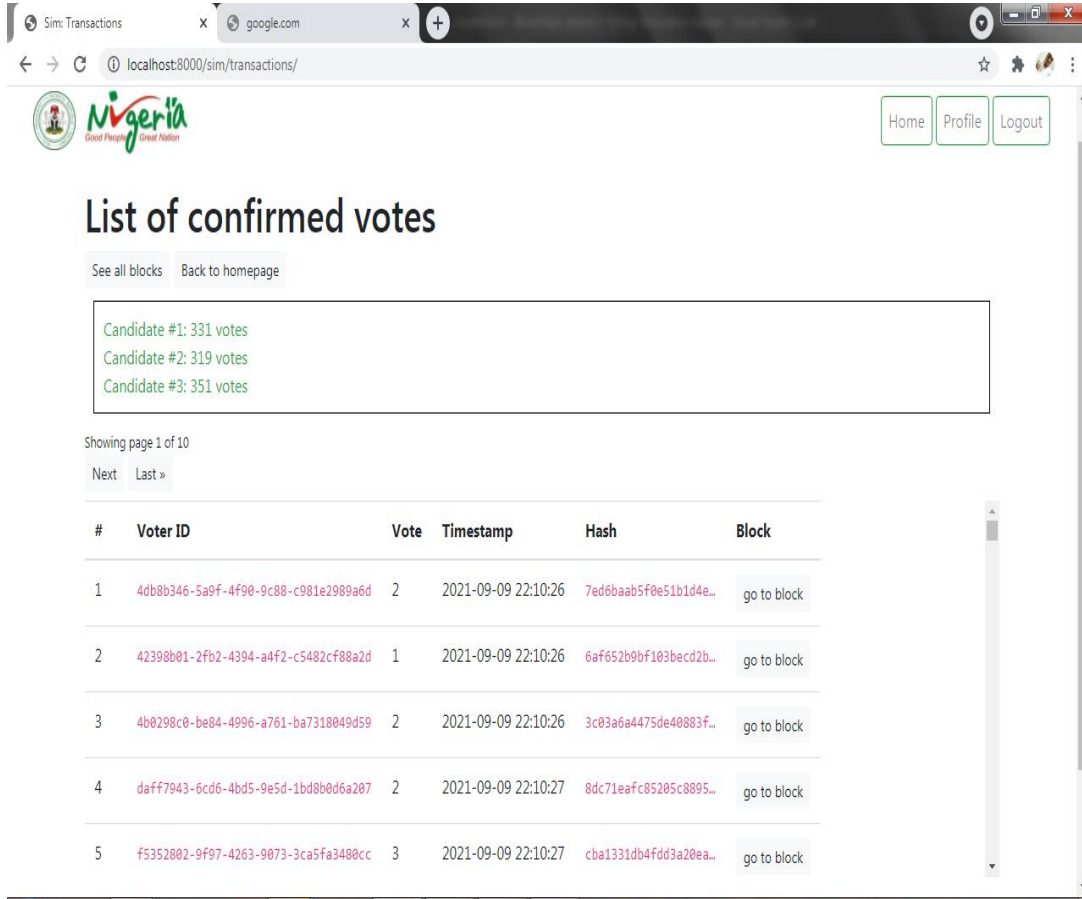 Sim: Transactions
google.com
localhost:8000/sim/transactions/
Nigeria
Good People Great Nation
Home Profile Logout
List of confirmed votes
See all blocks Back to homepage
Candidate #1: 331 votes
Candidate #2: 319 votes
Candidate #3: 351 votes
Showing page 1 of 10
Next Last »
# Voter ID Vote Timestamp Hash Block
1 4db8b346-5a9f-4f90-9c88-c981e2989a6d 2 2021-09-09 22:10:26 7ed6baab5f0e51b1d4e… go to block
2 42398b01-2fb2-4394-a4f2-c5482cf88a2d 1 2021-09-09 22:10:26 6af652b9bf103becd2b… go to block
3 4b0298c0-be84-4996-a761-ba7318049d59 2 2021-09-09 22:10:26 3c03a6a4475de40883f… go to block
4 daff7943-6cd6-4bd5-9e5d-1bd8b0d6a207 2 2021-09-09 22:10:27 8dc71eafc85205c8895… go to block
5 f5352802-9f97-4263-9073-3ca5fa3480cc 3 2021-09-09 22:10:27 cba1331db4fdd3a20ea… go to block